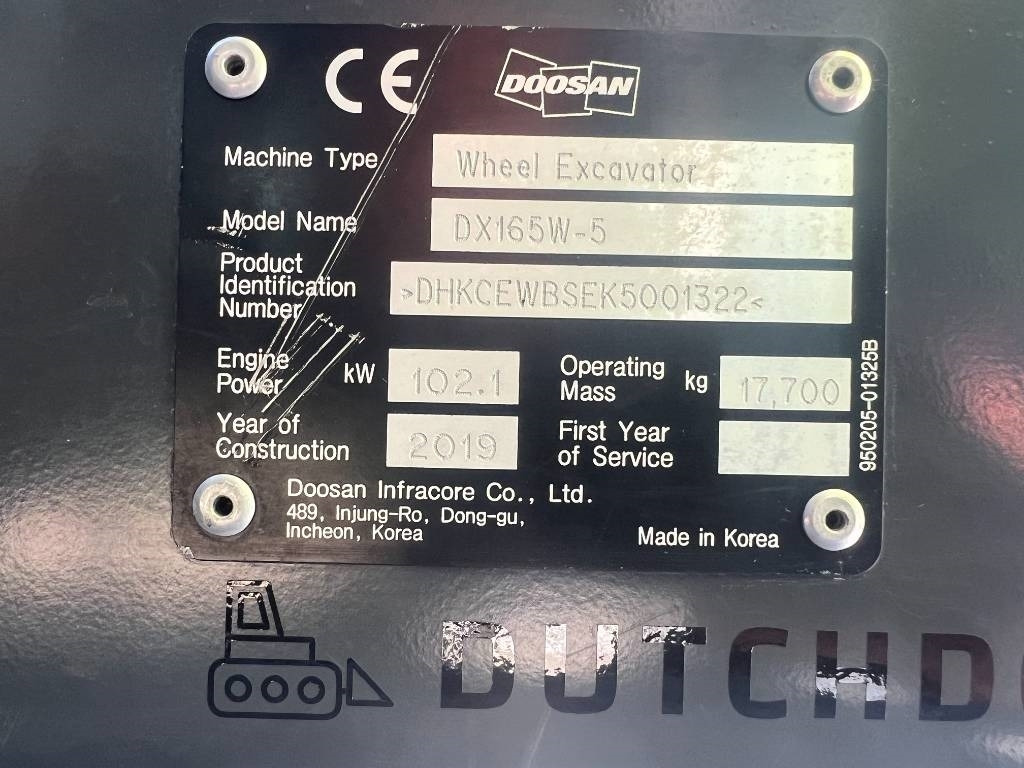 CE DOOSAN
Machine Type Wheel Excavator
Model Name DX165W-5
Product
Identification
Number >DHKCEWBSEK5001322<
Engine
Power kW 102.1
Operating
Mass kg 17,700
Year of
Construction 2019
First Year
of Service
950205-01325B
Doosan Infracore Co., Ltd.
489, Injung-Ro, Dong-gu,
Incheon, Korea
Made in Korea
DUTCHD